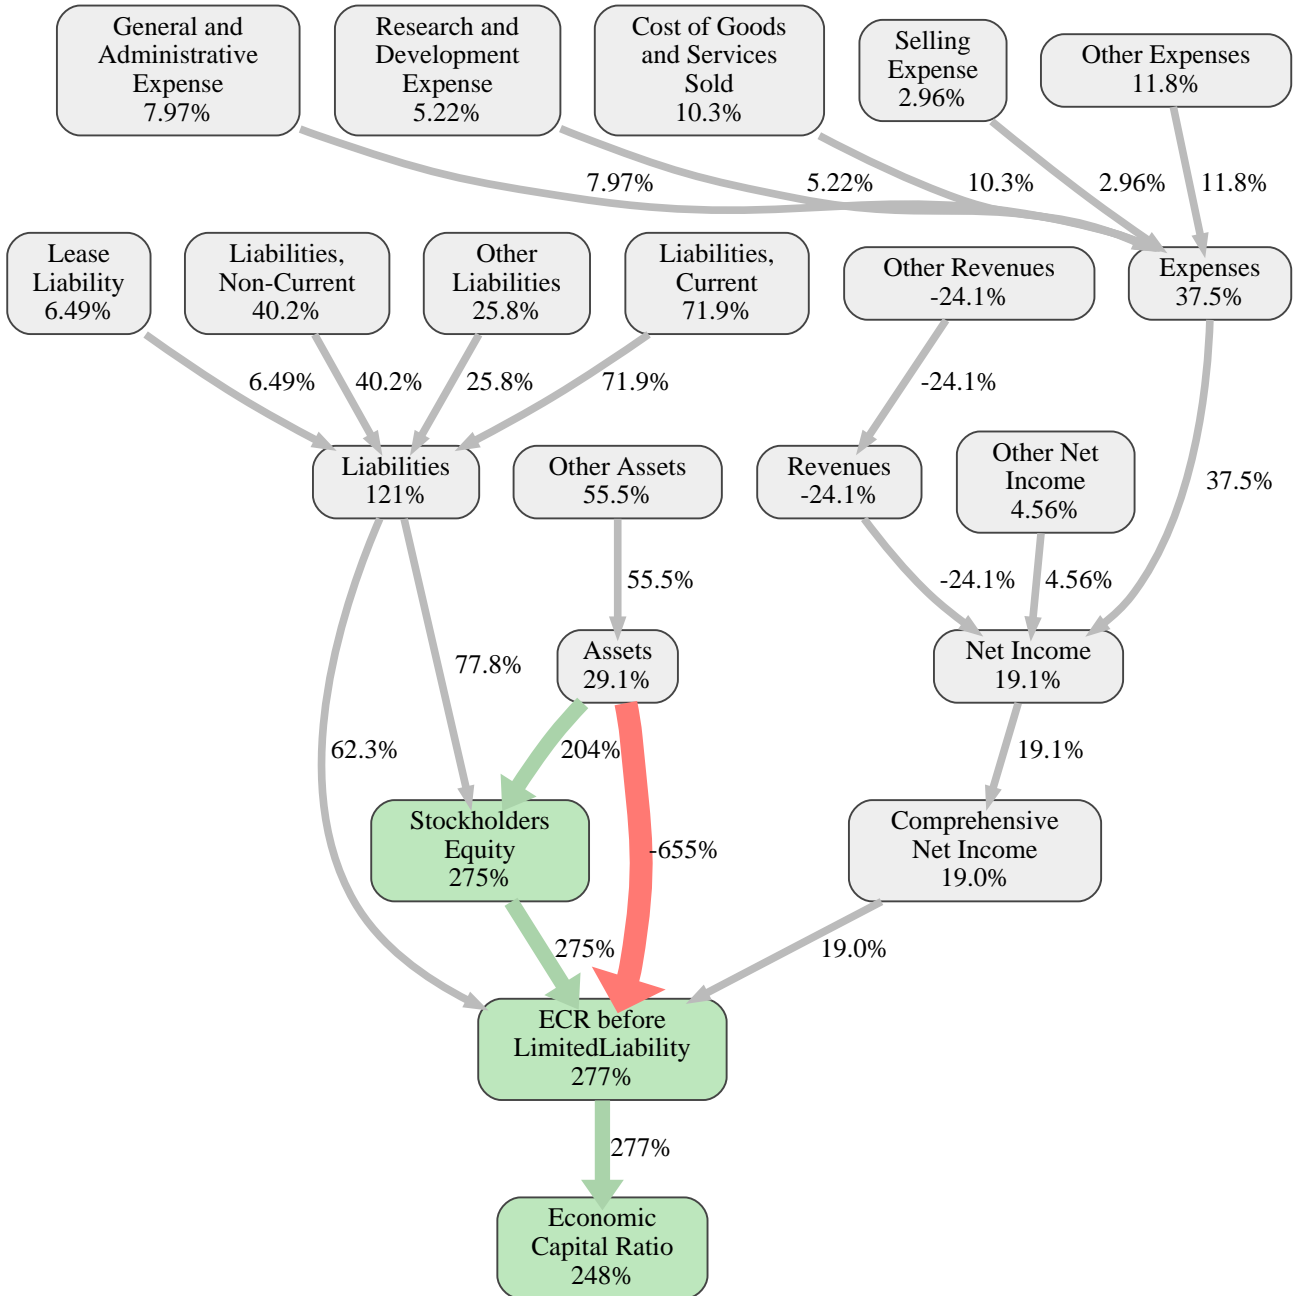 General and
Administrative
Expense
7.97%
Research and
Development
Expense
5.22%
Cost of Goods
and Services
Sold
10.3%
Selling
Expense
2.96%
Other Expenses
11.8%
7.97%
5.22%
10.3%
2.96%
11.8%
Lease
Liability
6.49%
Liabilities,
Non-Current
40.2%
Other
Liabilities
25.8%
Liabilities,
Current
71.9%
Other Revenues
-24.1%
Expenses
37.5%
6.49%
40.2%
25.8%
71.9%
-24.1%
Liabilities
121%
Other Assets
55.5%
Revenues
-24.1%
Other Net
Income
4.56%
37.5%
55.5%
-24.1%
4.56%
Assets
29.1%
Net Income
19.1%
77.8%
62.3%
204%
19.1%
Stockholders
Equity
275%
-655%
Comprehensive
Net Income
19.0%
275%
19.0%
ECR before
LimitedLiability
277%
277%
Economic
Capital Ratio
248%